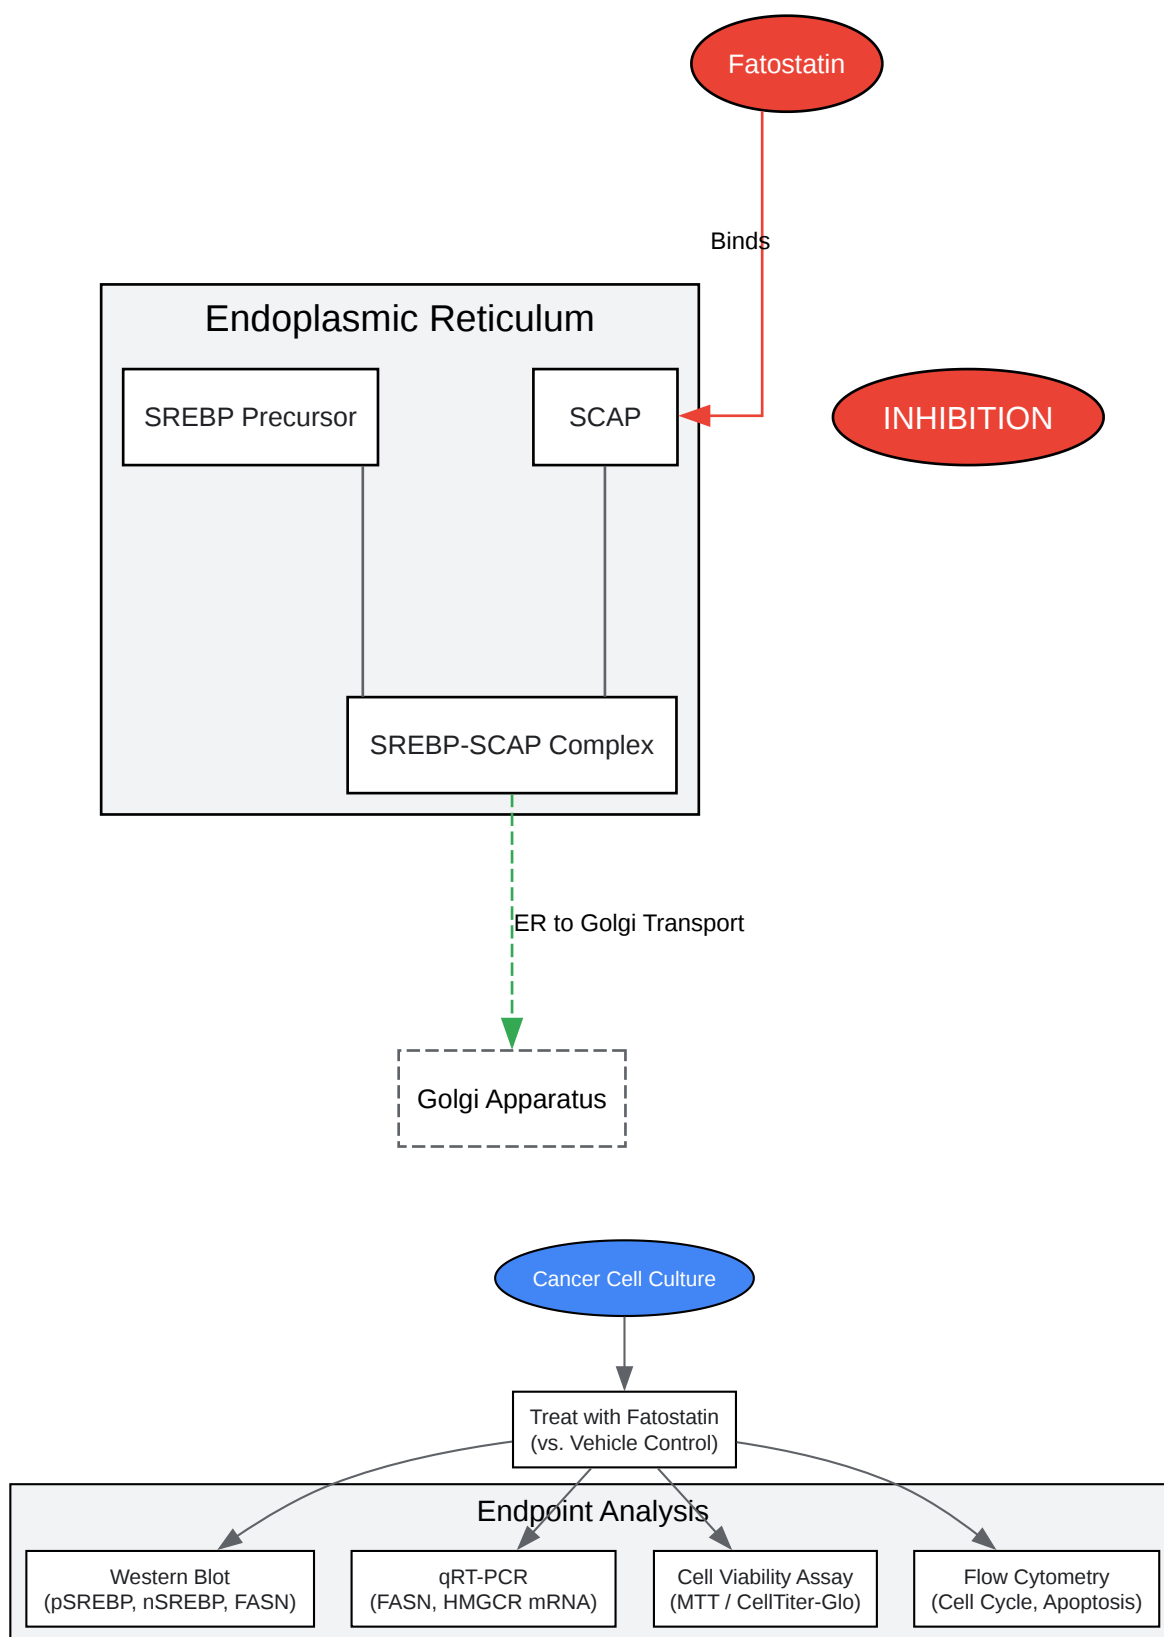 Fatostatin
Binds
Endoplasmic Reticulum
SREBP Precursor
SCAP
INHIBITION
SREBP-SCAP Complex
ER to Golgi Transport
Golgi Apparatus
Cancer Cell Culture
Treat with Fatostatin
(vs. Vehicle Control)
Endpoint Analysis
Western Blot
(pSREBP, nSREBP, FASN)
qRT-PCR
(FASN, HMGCR mRNA)
Cell Viability Assay
(MTT / CellTiter-Glo)
Flow Cytometry
(Cell Cycle, Apoptosis)